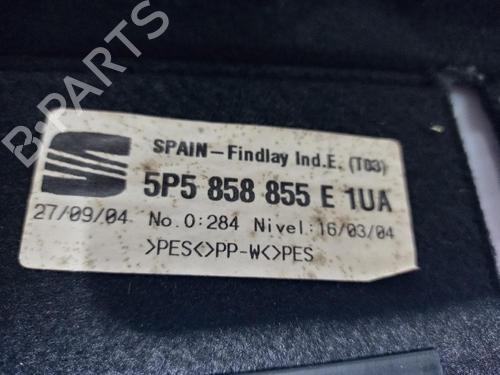 SPAIN-Findlay Ind.E. (T03)
5P5 858 855 E 1UA
27/09/04 No.O:284 Nivel:16/03/04
>PES<>PP-W<>PES
B-PARTS